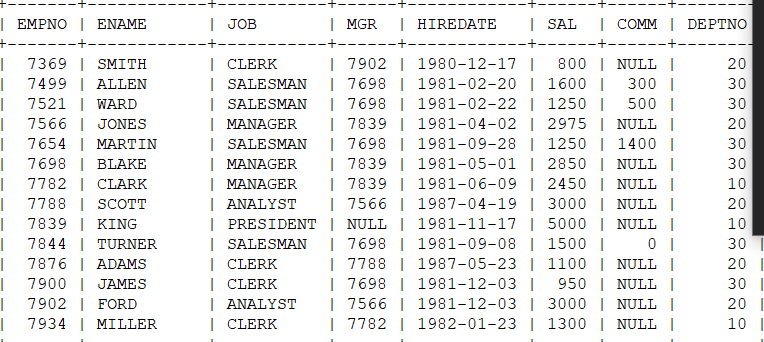 +-------+-----------+-----------+------+------------+------+------+--------+
| EMPNO | ENAME | JOB | MGR | HIREDATE | SAL | COMM | DEPTNO
+-------+-----------+-----------+------+------------+------+------+--------+
| 7369 | SMITH | CLERK | 7902 | 1980-12-17 | 800 | NULL | 20
| 7499 | ALLEN | SALESMAN | 7698 | 1981-02-20 | 1600 | 300 | 30
| 7521 | WARD | SALESMAN | 7698 | 1981-02-22 | 1250 | 500 | 30
| 7566 | JONES | MANAGER | 7839 | 1981-04-02 | 2975 | NULL | 20
| 7654 | MARTIN | SALESMAN | 7698 | 1981-09-28 | 1250 | 1400 | 30
| 7698 | BLAKE | MANAGER | 7839 | 1981-05-01 | 2850 | NULL | 30
| 7782 | CLARK | MANAGER | 7839 | 1981-06-09 | 2450 | NULL | 10
| 7788 | SCOTT | ANALYST | 7566 | 1987-04-19 | 3000 | NULL | 20
| 7839 | KING | PRESIDENT | NULL | 1981-11-17 | 5000 | NULL | 10
| 7844 | TURNER | SALESMAN | 7698 | 1981-09-08 | 1500 | 0 | 30
| 7876 | ADAMS | CLERK | 7788 | 1987-05-23 | 1100 | NULL | 20 |
| 7900 | JAMES | CLERK | 7698 | 1981-12-03 | 950 | NULL | 30 |
| 7902 | FORD | ANALYST | 7566 | 1981-12-03 | 3000 | NULL | 20 |
| 7934 | MILLER | CLERK | 7782 | 1982-01-23 | 1300 | NULL | 10 |